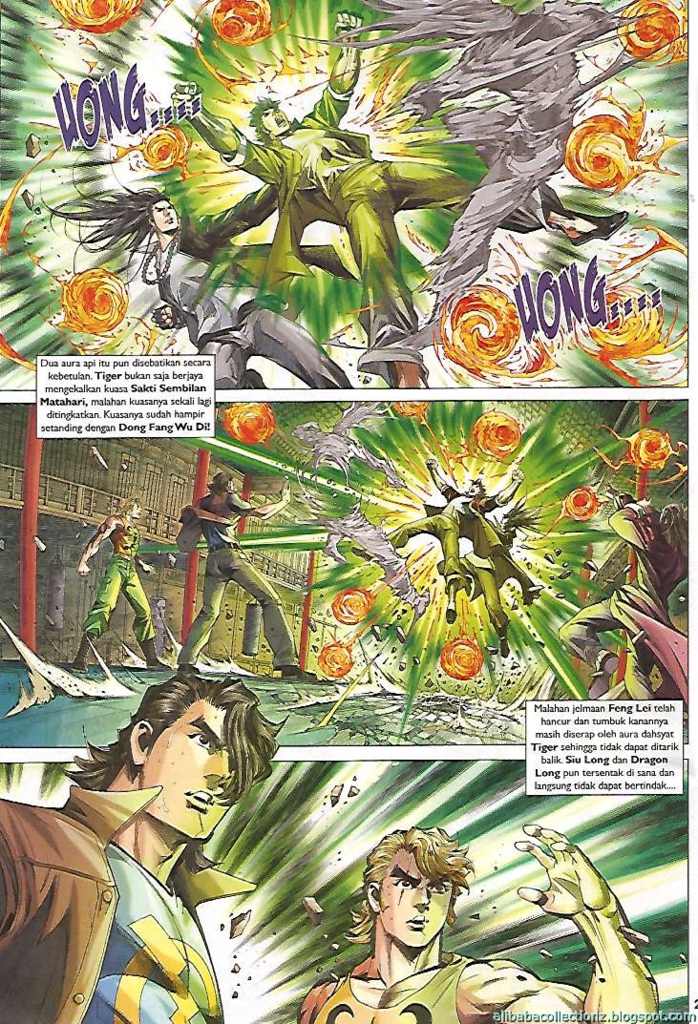 UONG....
UONG....
Dua aura api itu pun disebatikan secara
kebetulan. Tiger bukan saja berjaya
mengekalkan kuasa Sakti Sembilan
Matahari, malahan kuasanya sekali lagi
ditingkatkan. Kuasanya sudah hampir
setanding dengan Dong Fang Wu Di!
Malahan jelmaan Feng Lei telah
hancur dan tumbuk kanannya
masih diserap oleh aura dahsyat
Tiger sehingga tidak dapat ditarik
balik. Siu Long dan Dragon
Long pun tersentak di sana dan
langsung tidak dapat bertindak....
alibabacollectionz.blogspot.com